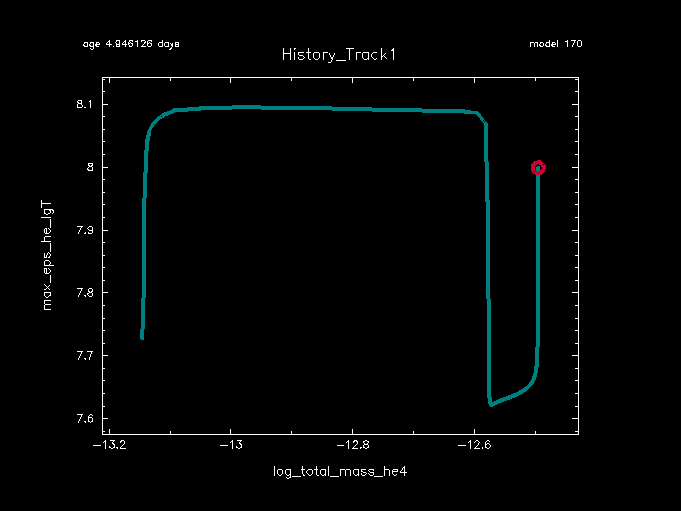 age 4.946126 days
model 170
History_Track1
8.1
8
7.9
7.8
7.7
7.6
max_eps_he_lgT
−13.2
−13
−12.8
−12.6
log_total_mass_he4